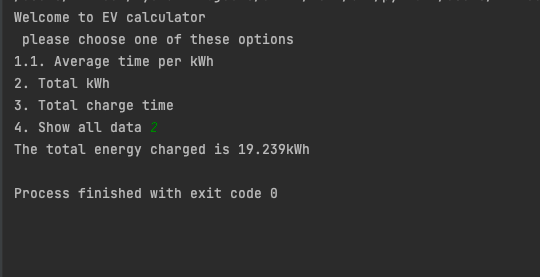 Welcome to EV calculator
please choose one of these options
1.1. Average time per kWh
2. Total kWh
3. Total charge time
4. Show all data 2
The total energy charged is 19.239kWh
Process finished with exit code 0